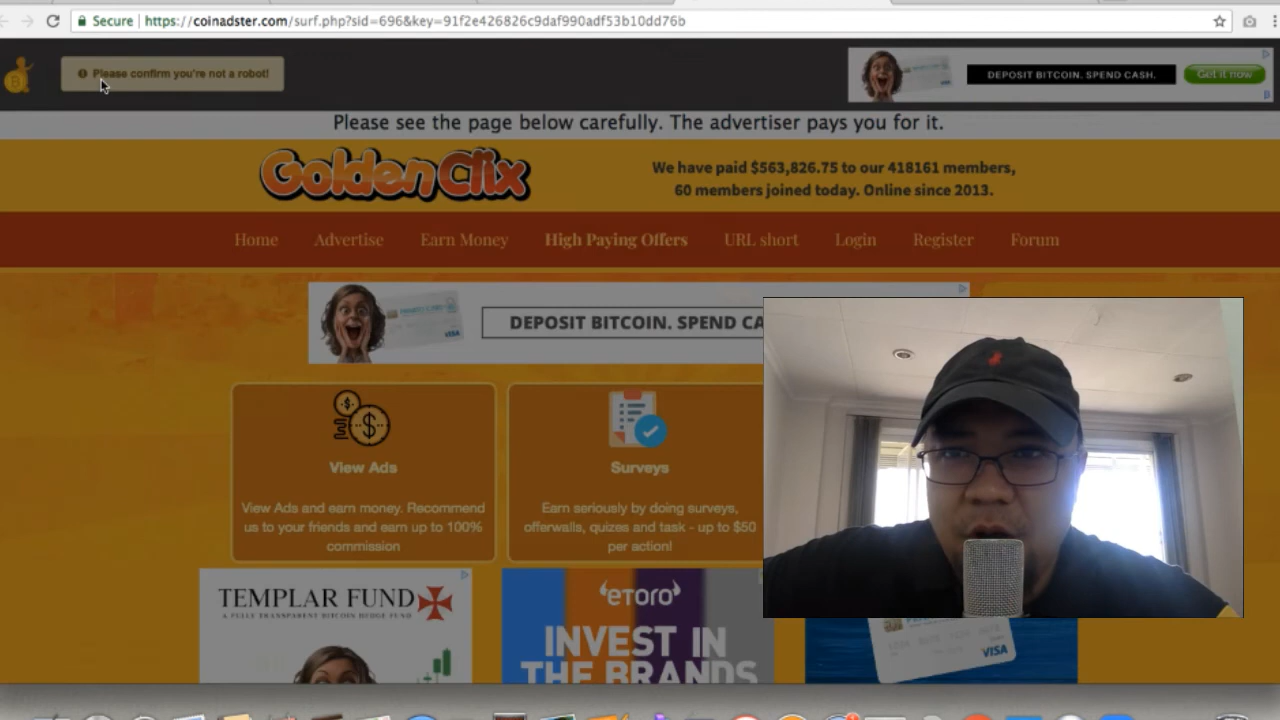 Secure https://coinadster.com/surf.php?sid=696&key=91f2e426826c9daf990adf53b10dd76b
Please confirm you're not a robot!
DEPOSIT BITCOIN. SPEND CASH.
Get it now
Please see the page below carefully. The advertiser pays you for it.
GoldenClix
We have paid $563,826.75 to our 418161 members,
60 members joined today. Online since 2013.
Home Advertise Earn Money High Paying Offers URL short Login Register Forum
DEPOSIT BITCOIN. SPEND CA
VISA
View Ads
View Ads and earn money. Recommend
us to your friends and earn up to 100%
commission
Surveys
Earn seriously by doing surveys,
offerwalls, quizes and task - up to $50
per action!
TEMPLAR FUND
A FULLY TRANSPARENT BITCOIN HEDGE FUND
eToro
INVEST IN
THE BRANDS
VISA